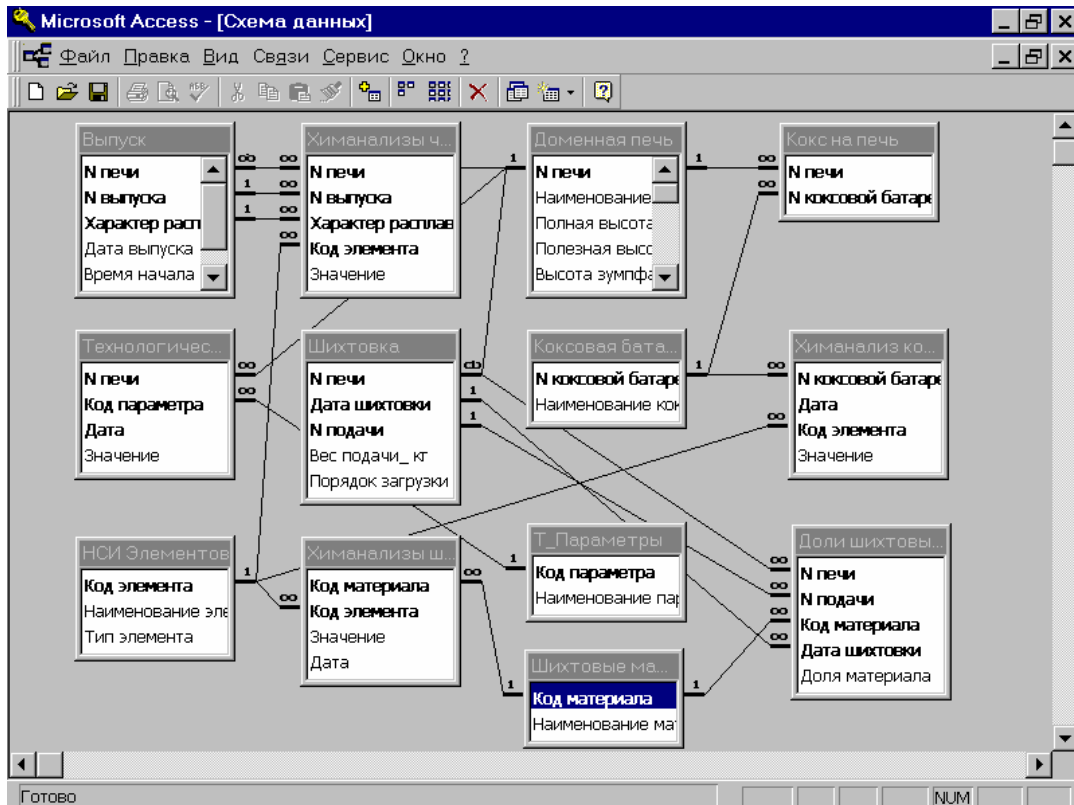 Microsoft Access - [Схема данных]
Файл Правка Вид Связи Сервис Окно ?
Выпуск
N печи
N выпуска
Характер расп
Дата выпуска
Время начала
Химанализы ч...
N печи
N выпуска
Характер расплав
Код элемента
Значение
Доменная печь
N печи
Наименование
Полная высота
Полезная высс
Высота зумпфа
Кокс на печь
N печи
N коксовой батаре
Технологичес...
N печи
Код параметра
Дата
Значение
Шихтовка
N печи
Дата шихтовки
N подачи
Вес подачи_ кг
Порядок загрузки
Коксовая бата...
N коксовой батаре
Наименование кок
Химанализ ко...
N коксовой батаре
Дата
Код элемента
Значение
НСИ Элементов
Код элемента
Наименование эле
Тип элемента
Химанализы ш...
Код материала
Код элемента
Значение
Дата
Т_Параметры
Код параметра
Наименование пар
Шихтовые ма...
Код материала
Наименование мат
Доли шихтовы...
N печи
N подачи
Код материала
Дата шихтовки
Доля материала
Готово
NUM